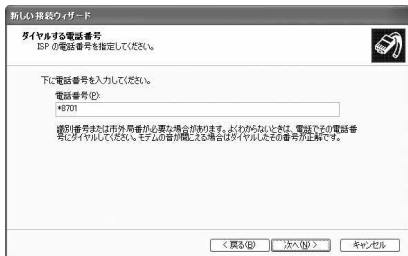 新しい接続ウィザード
ダイヤルする電話番号
ISP の電話番号を指定してください。
下に電話番号を入力してください。
電話番号(P):
*8701
識別番号または市外局番が必要な場合があります。よくわからないときは、電話でその電話番
号にダイヤルしてください。モデムの音が聞こえる場合はダイヤルしたその番号が正解です。
< 戻る(B)
次へ(N) >
キャンセル